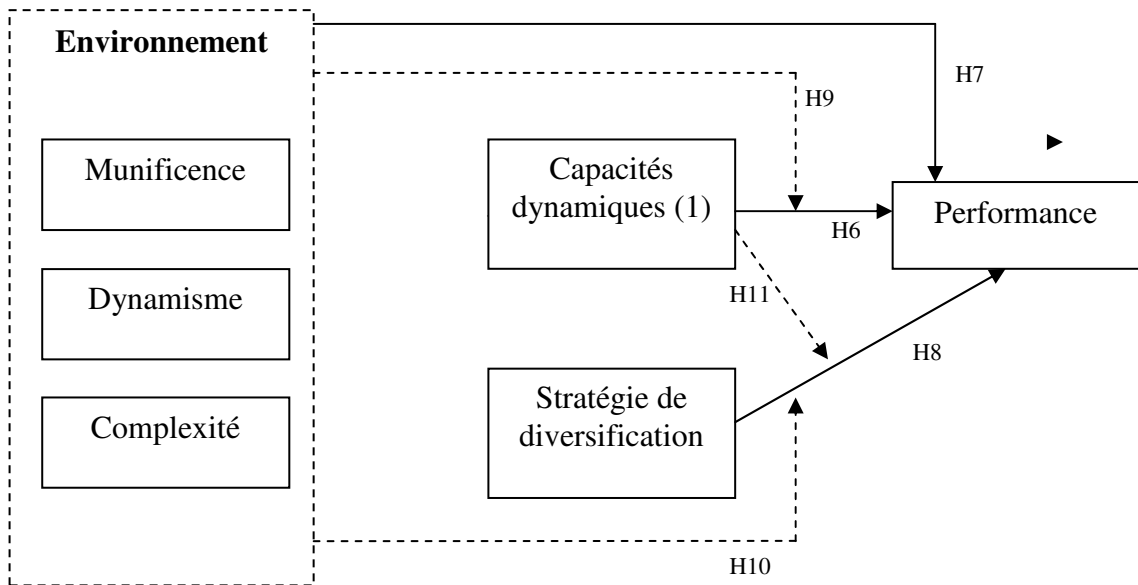 Environnement
H7
H9
Munificence
Capacités
dynamiques (1)
Performance
H6
Dynamisme
H11
H8
Stratégie de
diversification
Complexité
H10